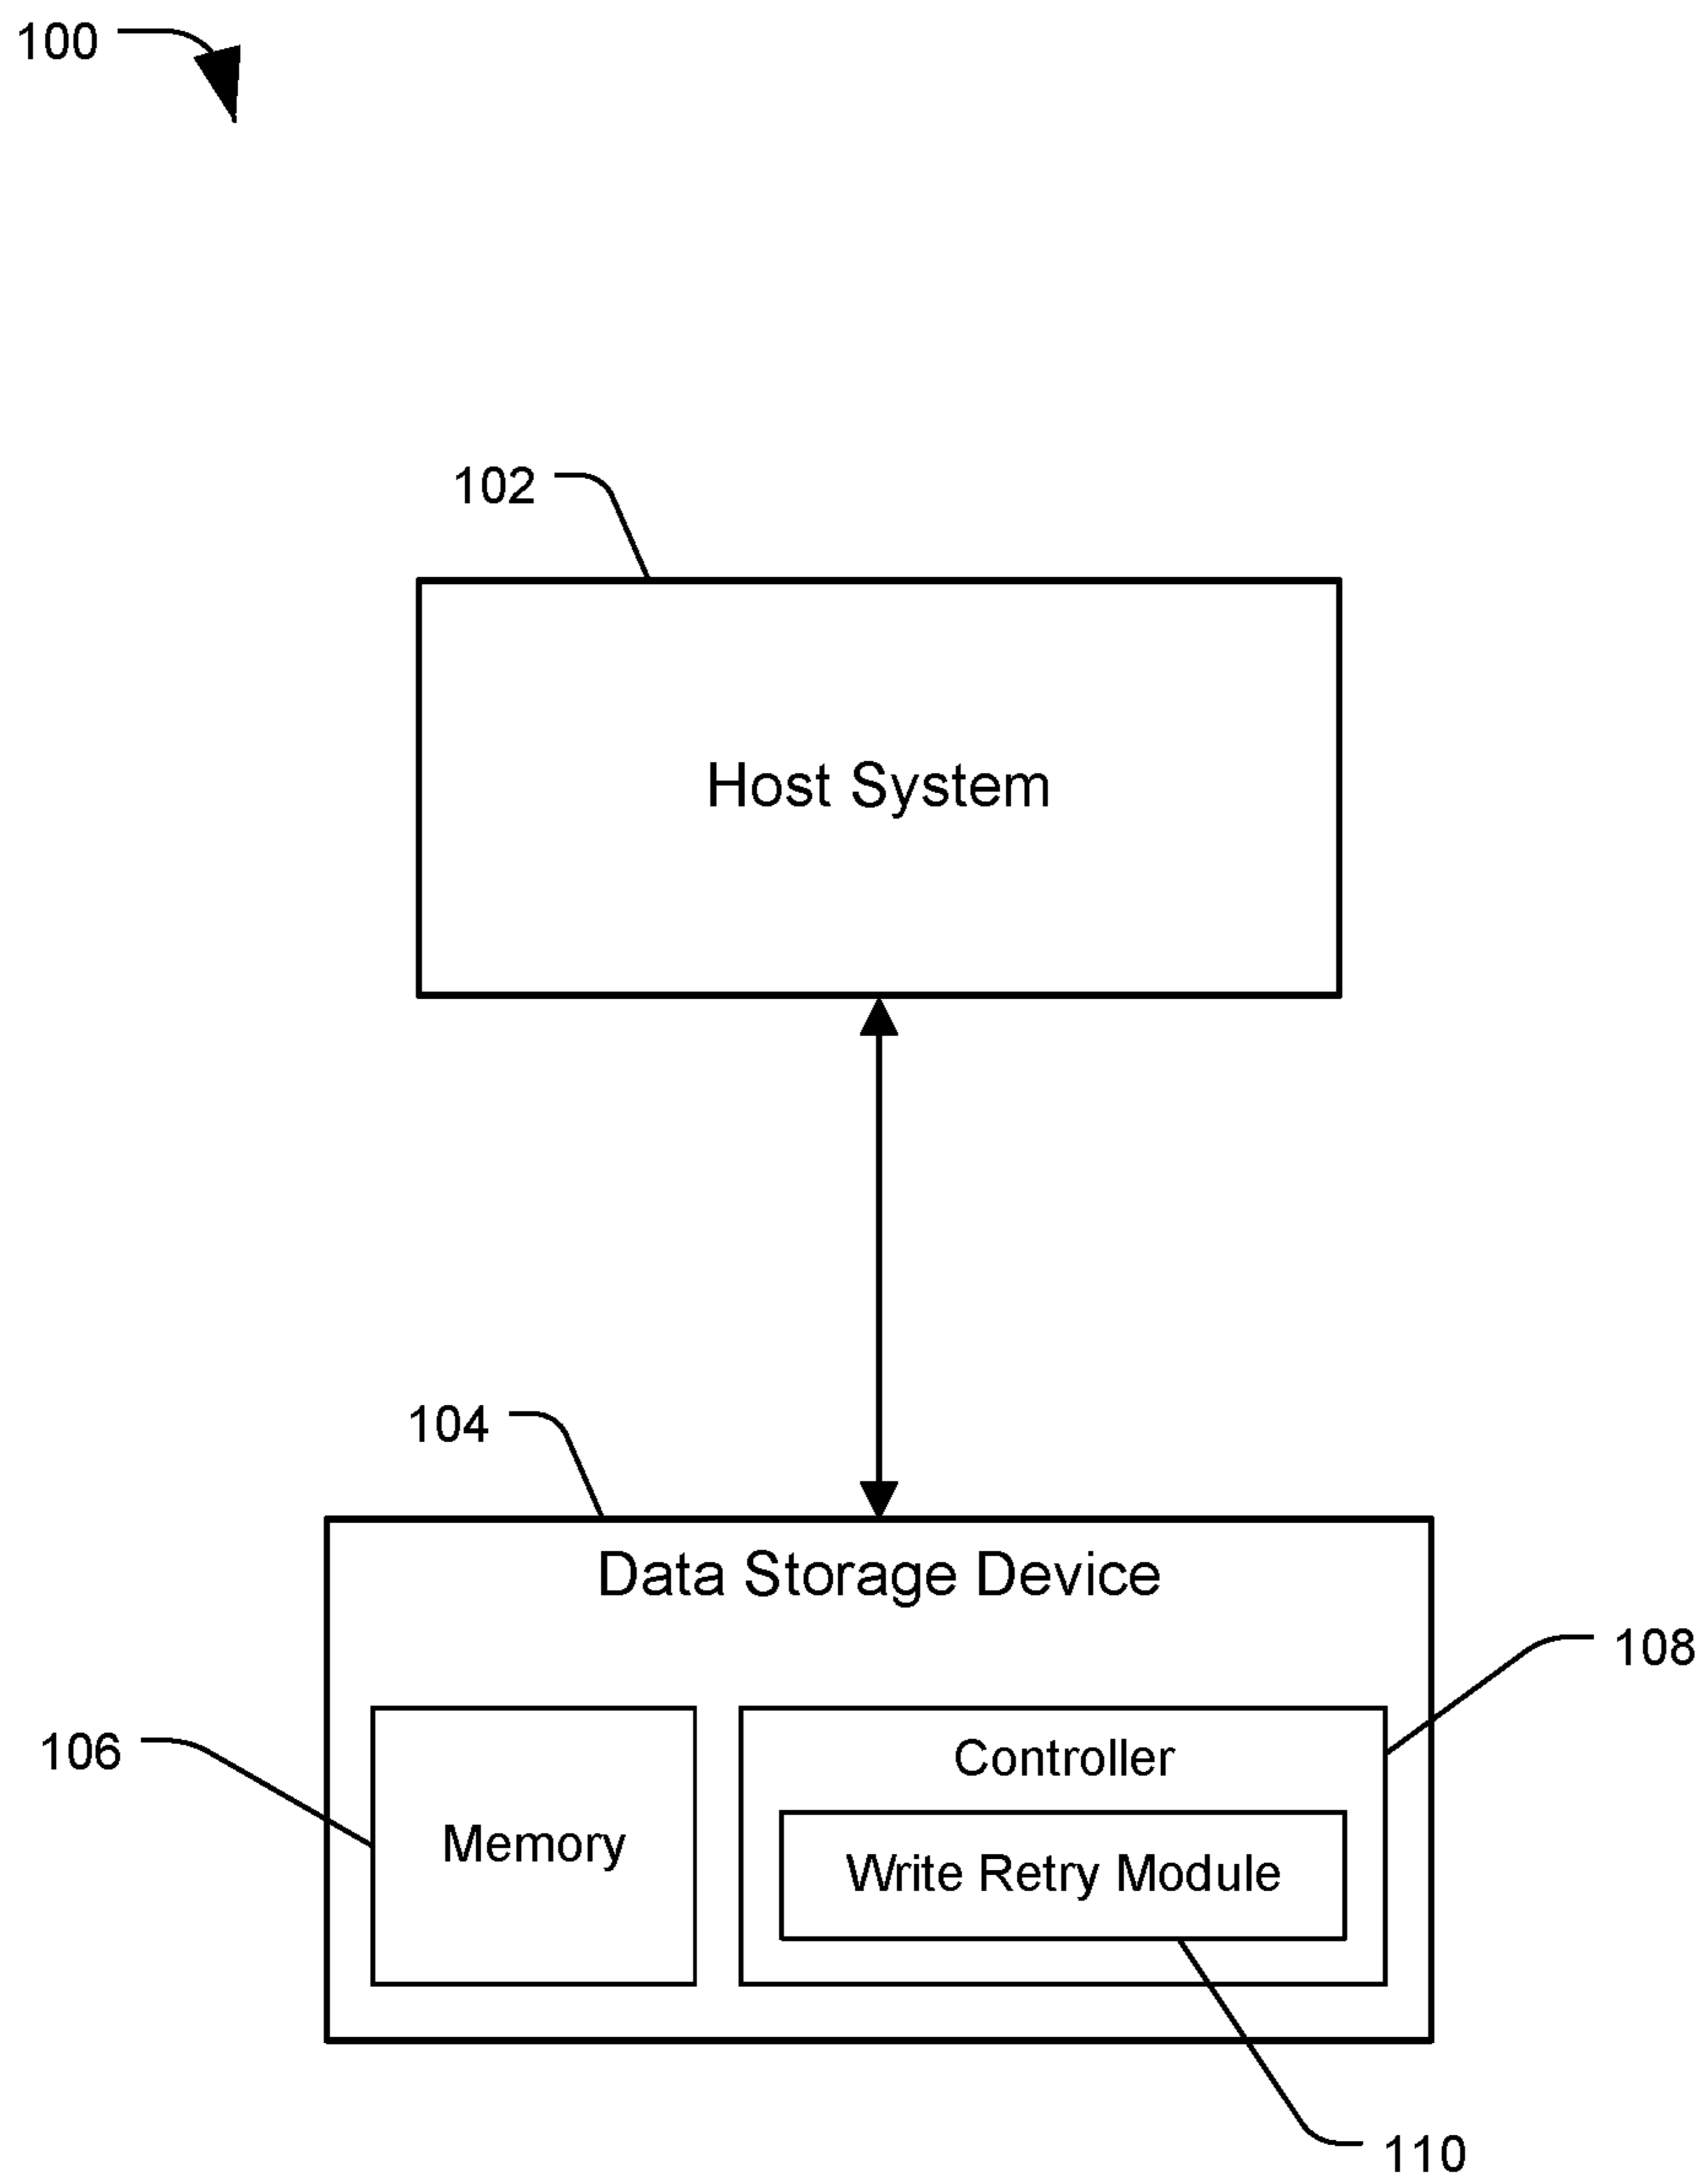 100
102
Host System
104
Data Storage Device
108
106
Controller
Memory
Write Retry Module
110